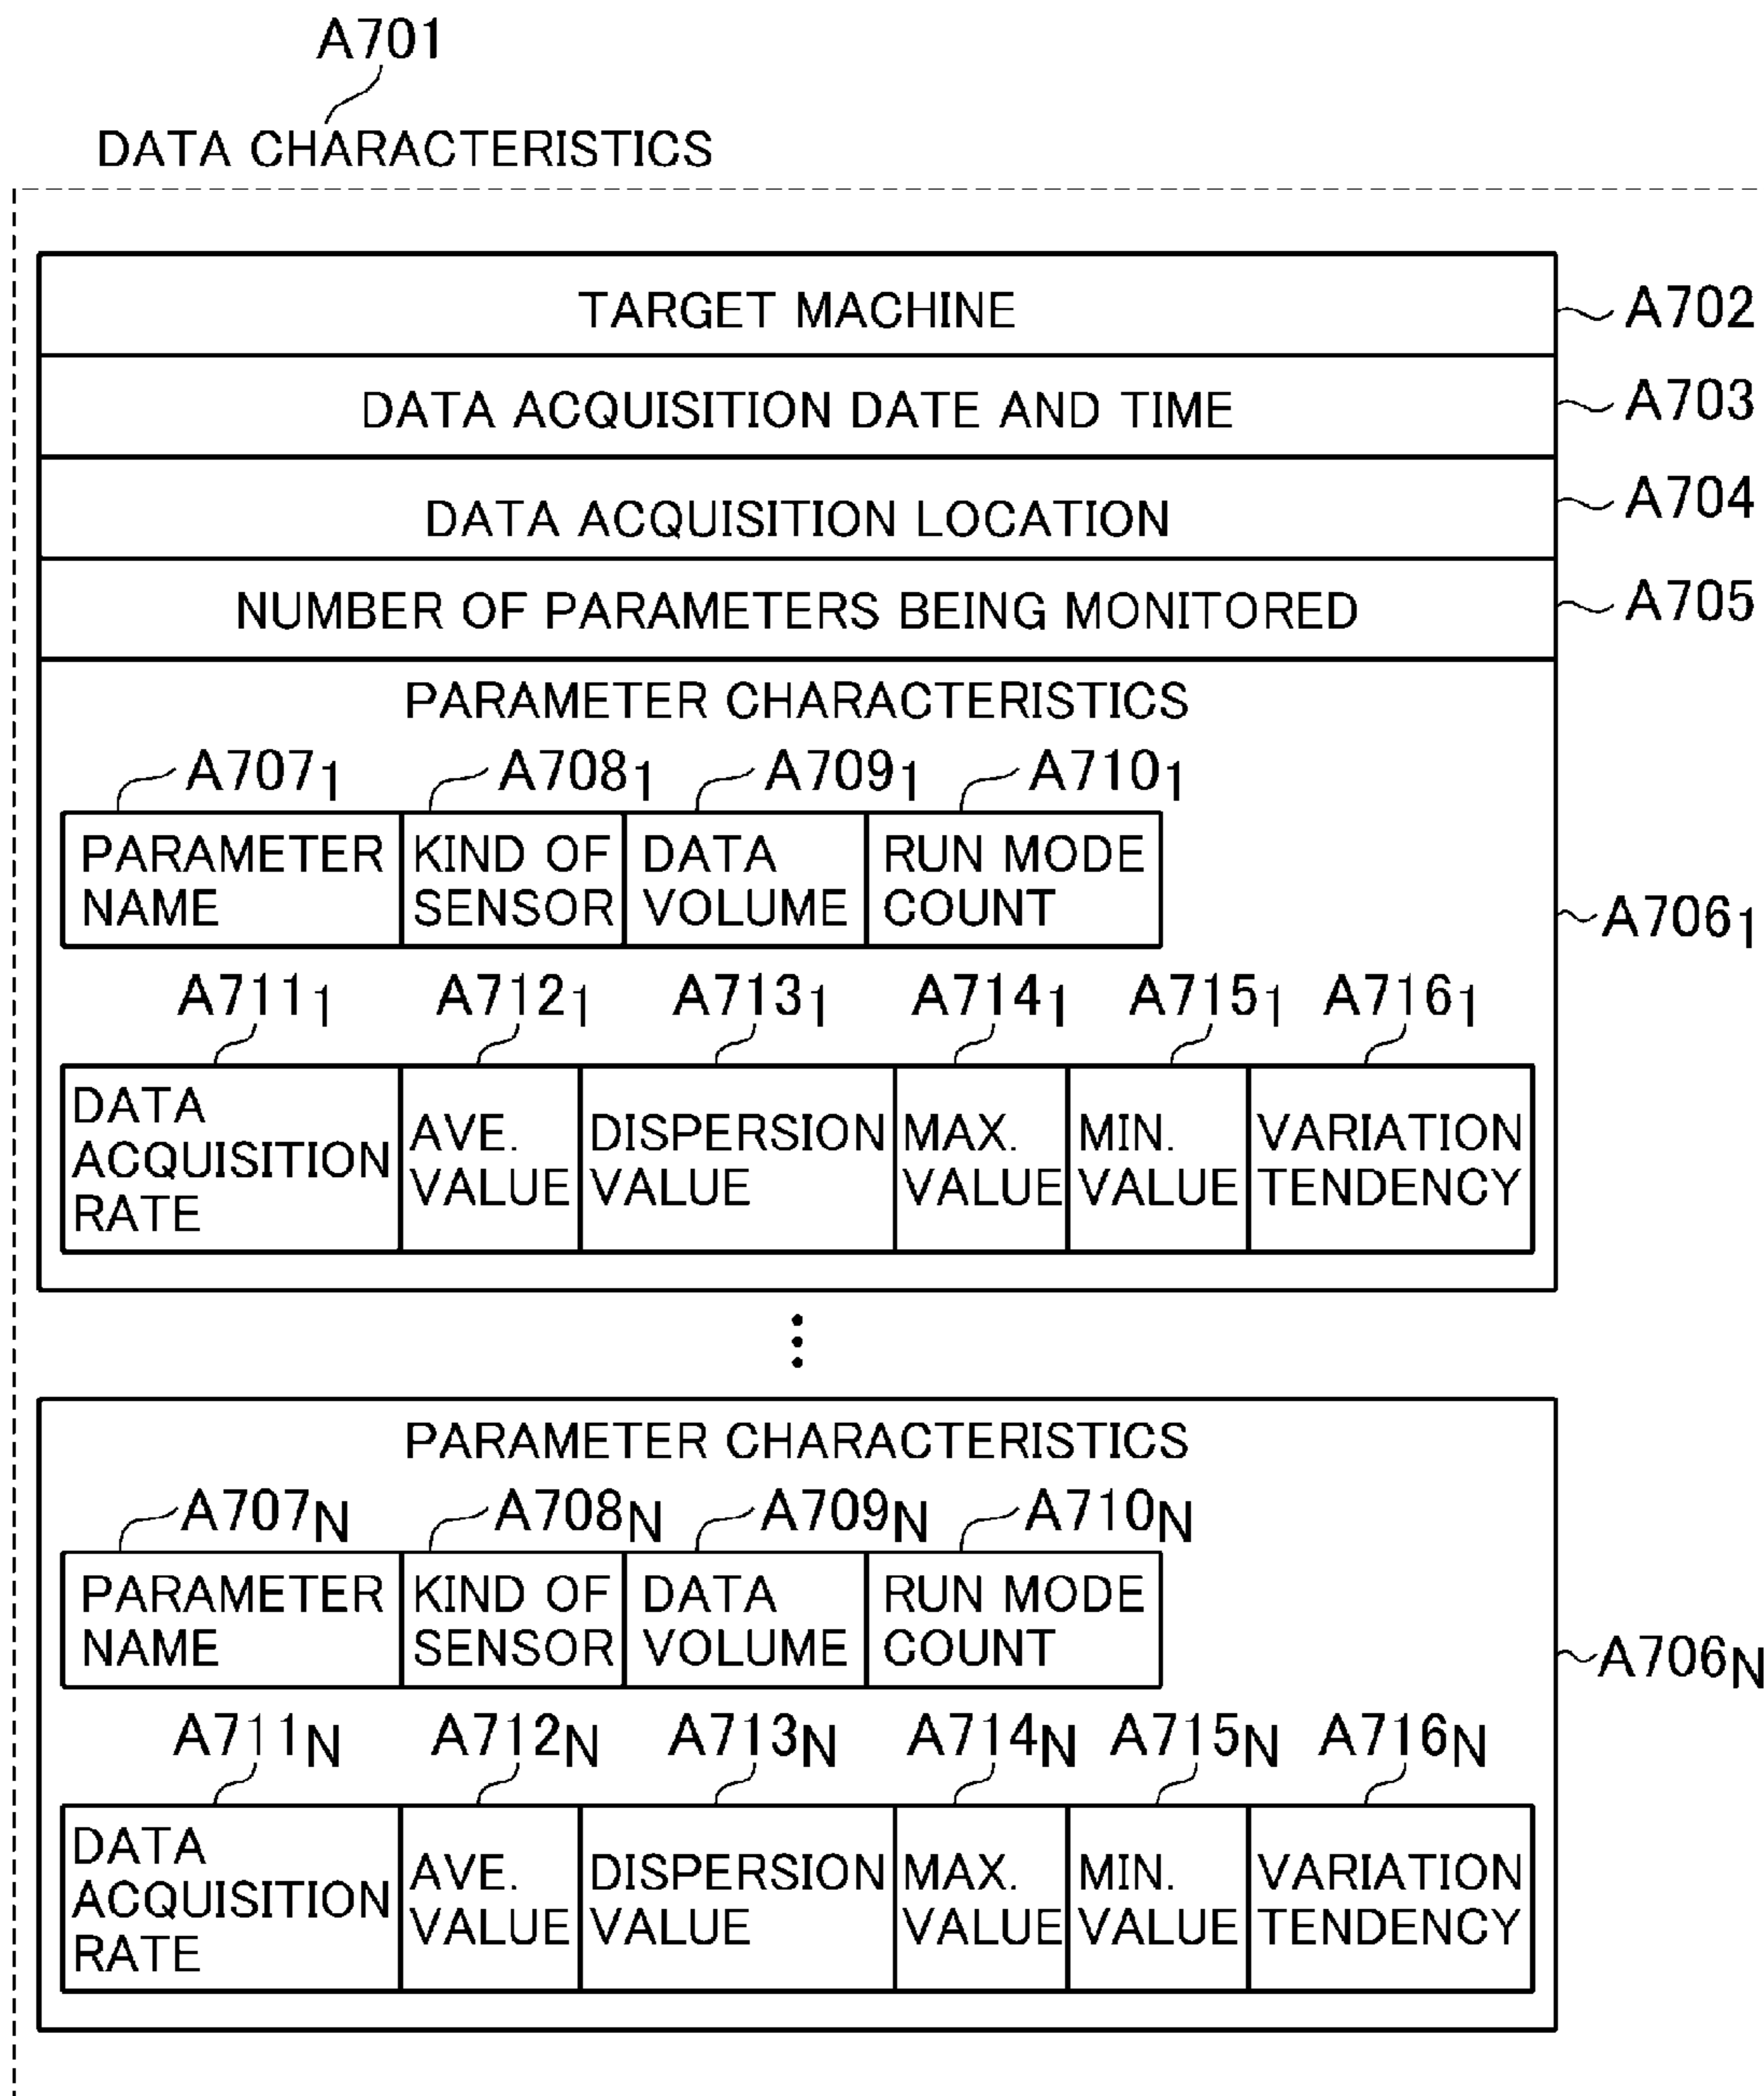 A701
DATA CHARACTERISTICS
TARGET MACHINE A702
DATA ACQUISITION DATE AND TIME A703
DATA ACQUISITION LOCATION A704
NUMBER OF PARAMETERS BEING MONITORED A705
PARAMETER CHARACTERISTICS
A707₁ A708₁ A709₁ A710₁
PARAMETER KIND OF DATA RUN MODE
NAME SENSOR VOLUME COUNT
A706₁
A711₁ A712₁ A713₁ A714₁ A715₁ A716₁
DATA
ACQUISITION
RATE
AVE.
VALUE
DISPERSION
VALUE
MAX.
VALUE
MIN.
VALUE
VARIATION
TENDENCY
PARAMETER CHARACTERISTICS
A707N A708N A709N A710N
PARAMETER KIND OF DATA RUN MODE
NAME SENSOR VOLUME COUNT
A706N
A711N A712N A713N A714N A715N A716N
DATA
ACQUISITION
RATE
AVE.
VALUE
DISPERSION
VALUE
MAX.
VALUE
MIN.
VALUE
VARIATION
TENDENCY